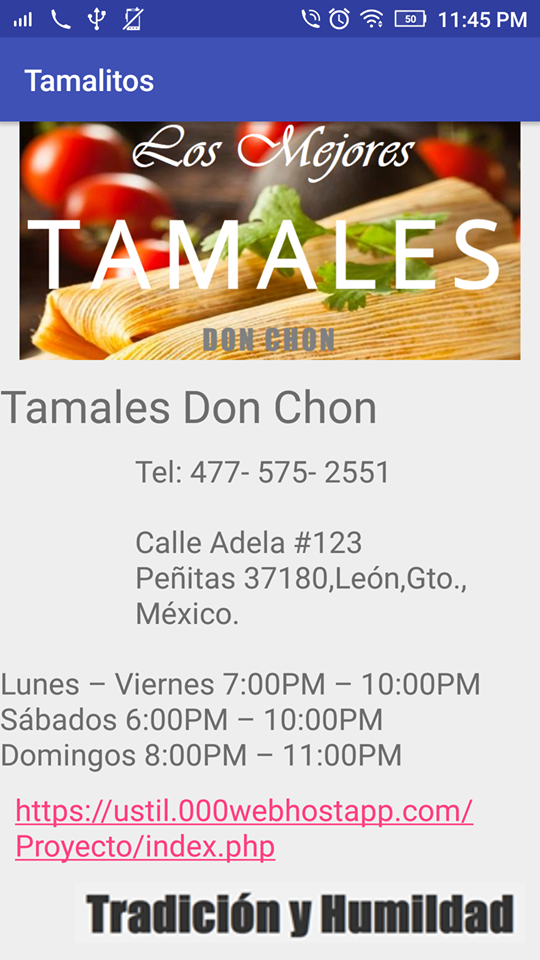 50 11:45 PM
Tamalitos
Los Mejores
TAMALES
DON CHON
Tamales Don Chon
Tel: 477- 575- 2551
Calle Adela #123
Peñitas 37180,León,Gto.,
México.
Lunes – Viernes 7:00PM – 10:00PM
Sábados 6:00PM – 10:00PM
Domingos 8:00PM – 11:00PM
https://ustil.000webhostapp.com/
Proyecto/index.php
Tradición y Humildad